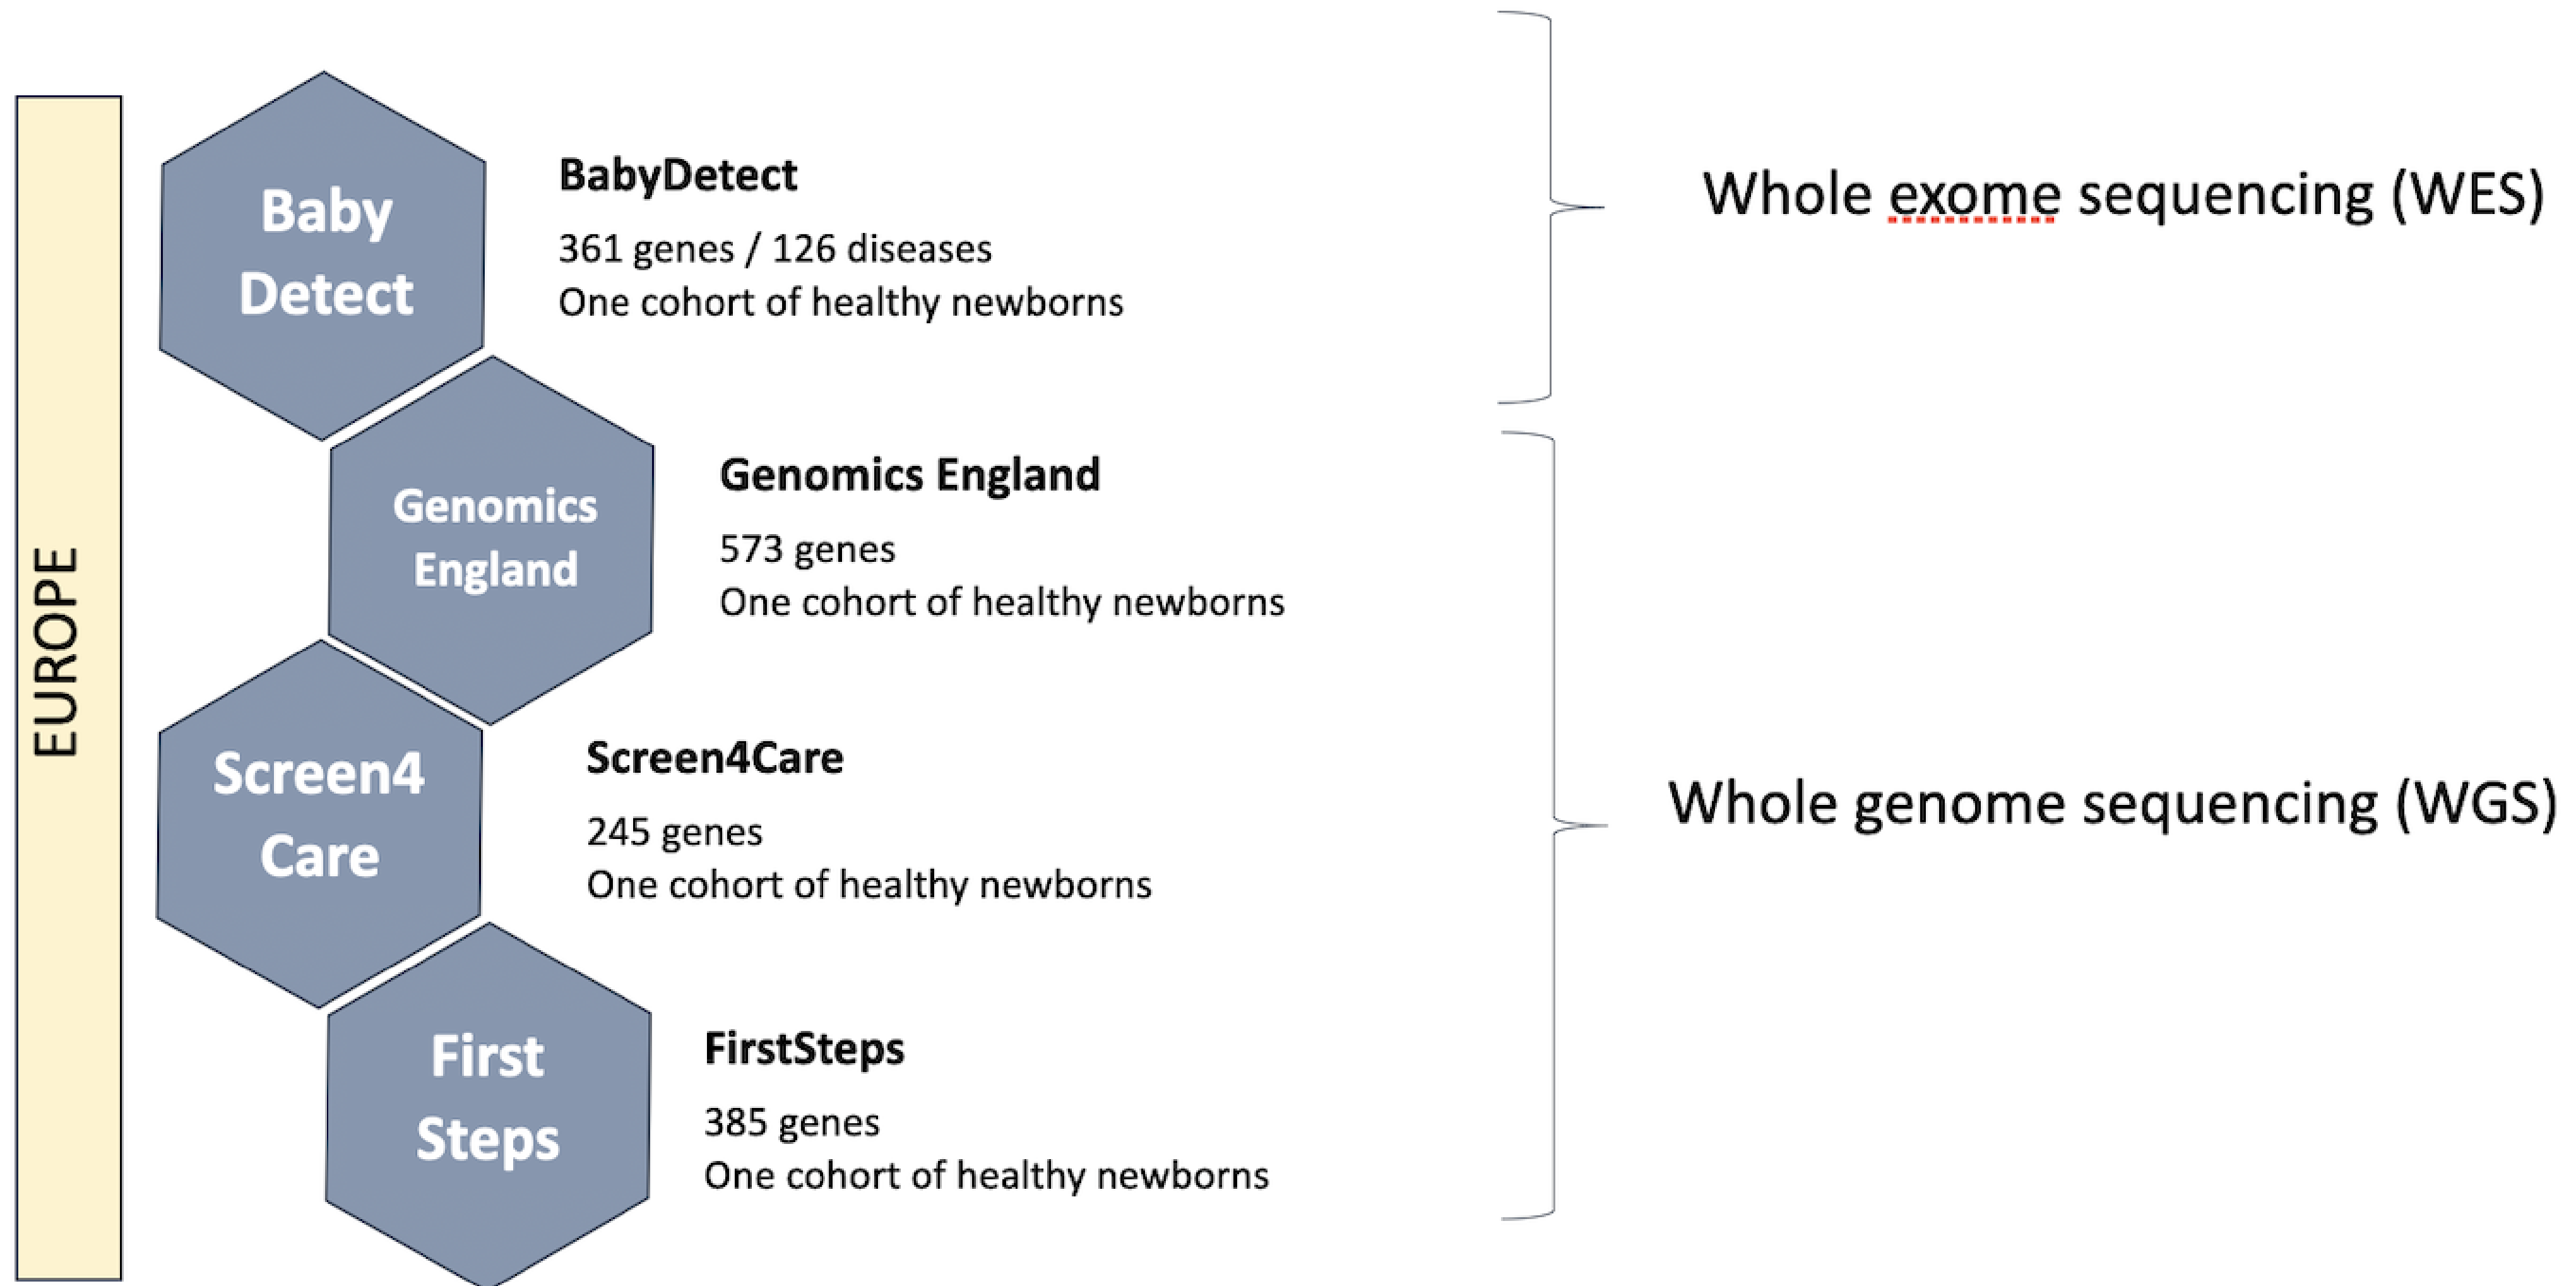 EUROPE
Baby
Detect
BabyDetect
361 genes / 126 diseases
One cohort of healthy newborns
Whole exome sequencing (WES)
Genomics
England
Genomics England
573 genes
One cohort of healthy newborns
Screen4
Care
Screen4Care
245 genes
One cohort of healthy newborns
Whole genome sequencing (WGS)
First
Steps
FirstSteps
385 genes
One cohort of healthy newborns